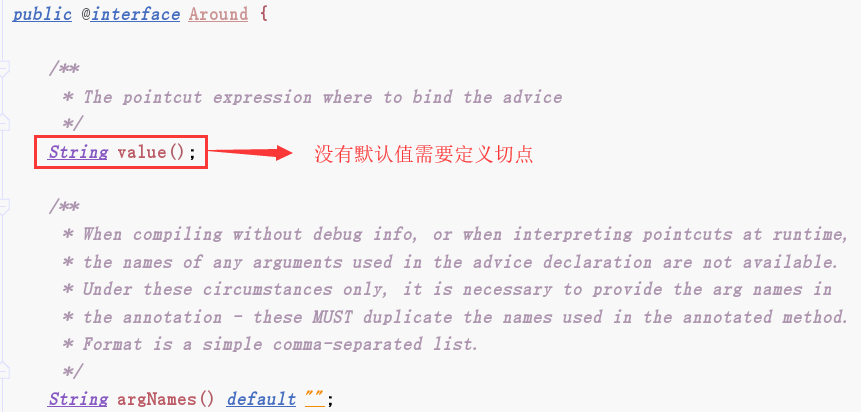 public @interface Around {
/**
* The pointcut expression where to bind the advice
*/
String value(); 没有默认值需要定义切点
/**
* When compiling without debug info, or when interpreting pointcuts at runtime,
* the names of any arguments used in the advice declaration are not available.
* Under these circumstances only, it is necessary to provide the arg names in
* the annotation - these MUST duplicate the names used in the annotated method.
* Format is a simple comma-separated list.
*/
String argNames() default "";